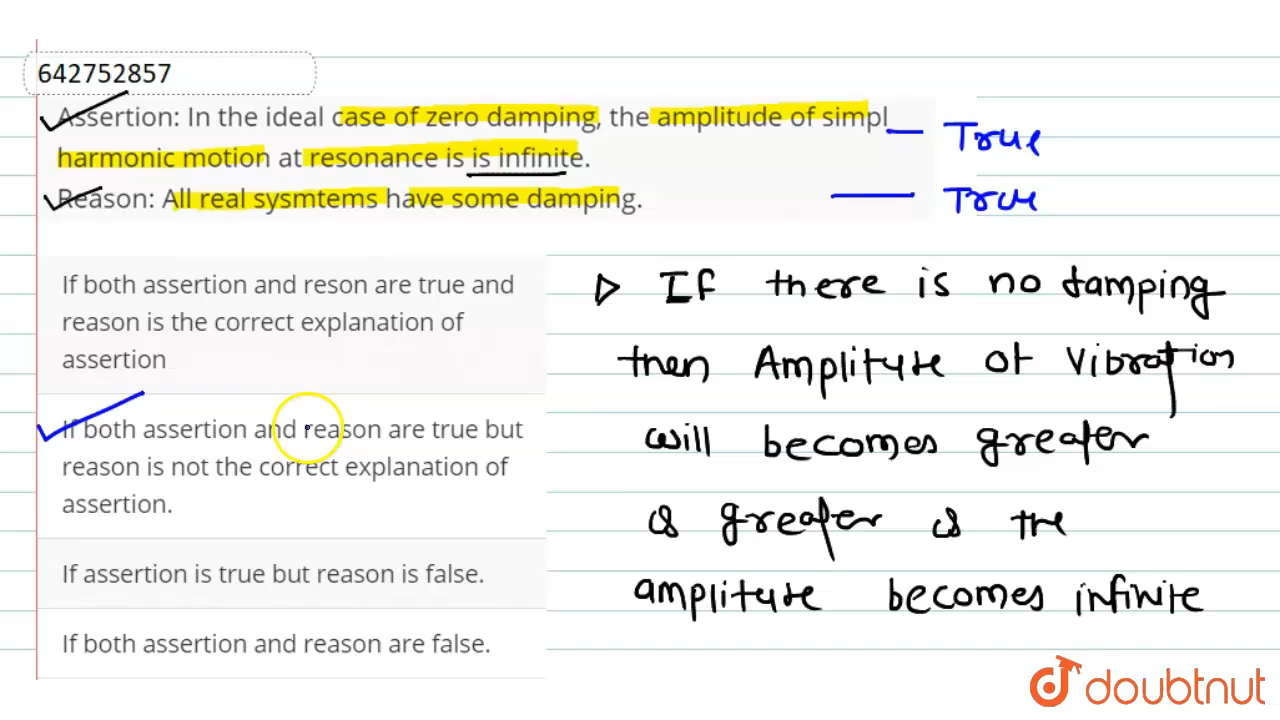 642752857
Assertion: In the ideal case of zero damping, the amplitude of simpl
harmonic motion at resonance is is infinite.
Reason: All real sysmtems have some damping.
True
True
If both assertion and reson are true and
reason is the correct explanation of
assertion
If both assertion and reason are true but
reason is not the correct explanation of
assertion.
If assertion is true but reason is false.
If both assertion and reason are false.
If there is no damping
then Amplitute of vibration
will becomes greater
is greater is the
amplitute becomes infinite
doubtnut